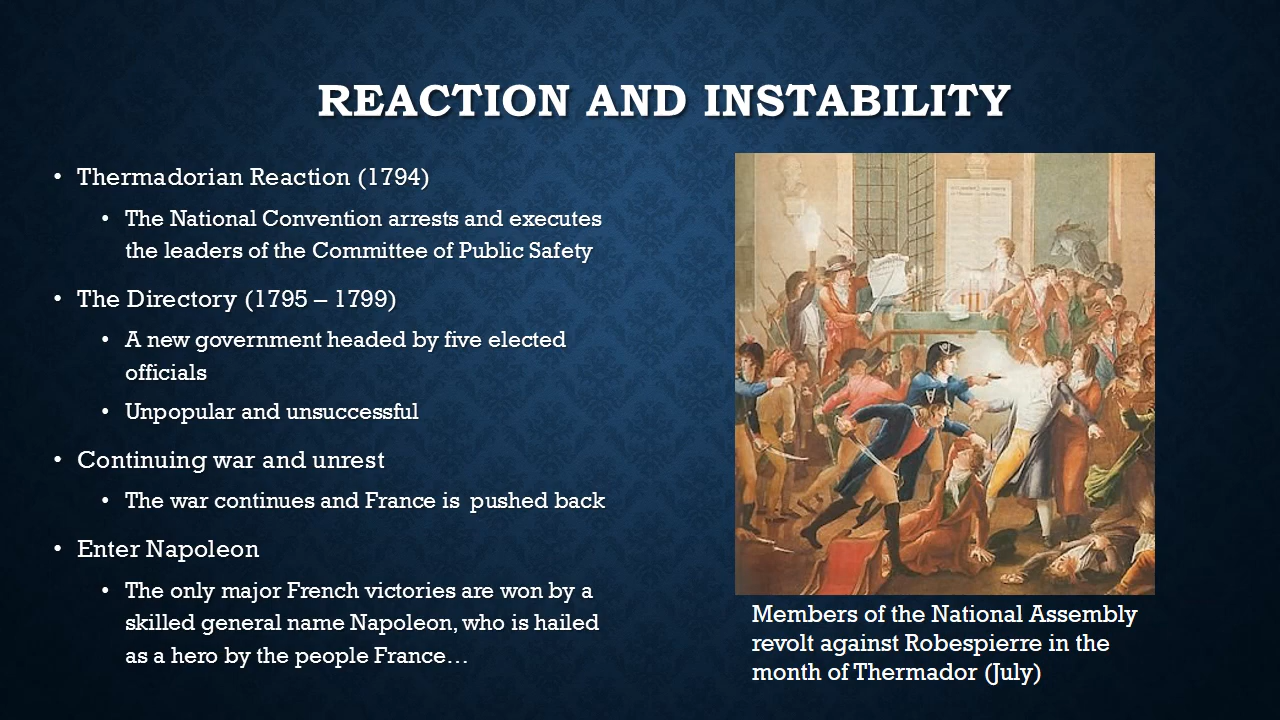 REACTION AND INSTABILITY
• Thermadorian Reaction (1794)
• The National Convention arrests and executes
the leaders of the Committee of Public Safety
• The Directory (1795 – 1799)
• A new government headed by five elected
officials
• Unpopular and unsuccessful
• Continuing war and unrest
• The war continues and France is  pushed back
• Enter Napoleon
• The only major French victories are won by a
skilled general name Napoleon, who is hailed
as a hero by the people France…
Members of the National Assembly
revolt against Robespierre in the
month of Thermador (July)